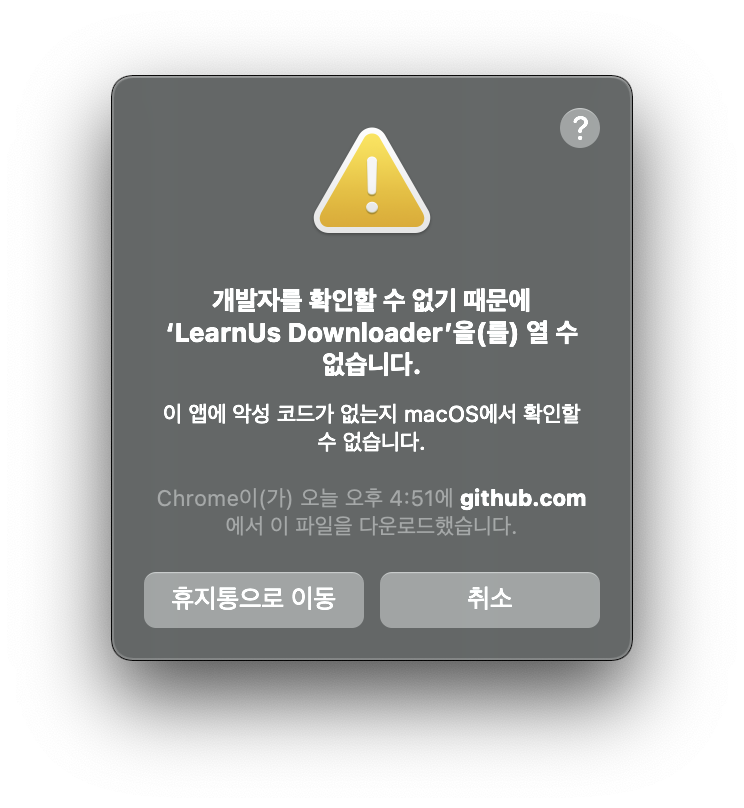 ?
개발자를 확인할 수 없기 때문에
‘LearnUs Downloader’을(를) 열 수
없습니다.
이 앱에 악성 코드가 없는지 macOS에서 확인할
수 없습니다.
Chrome이(가) 오늘 오후 4:51에 github.com
에서 이 파일을 다운로드했습니다.
휴지통으로 이동 취소